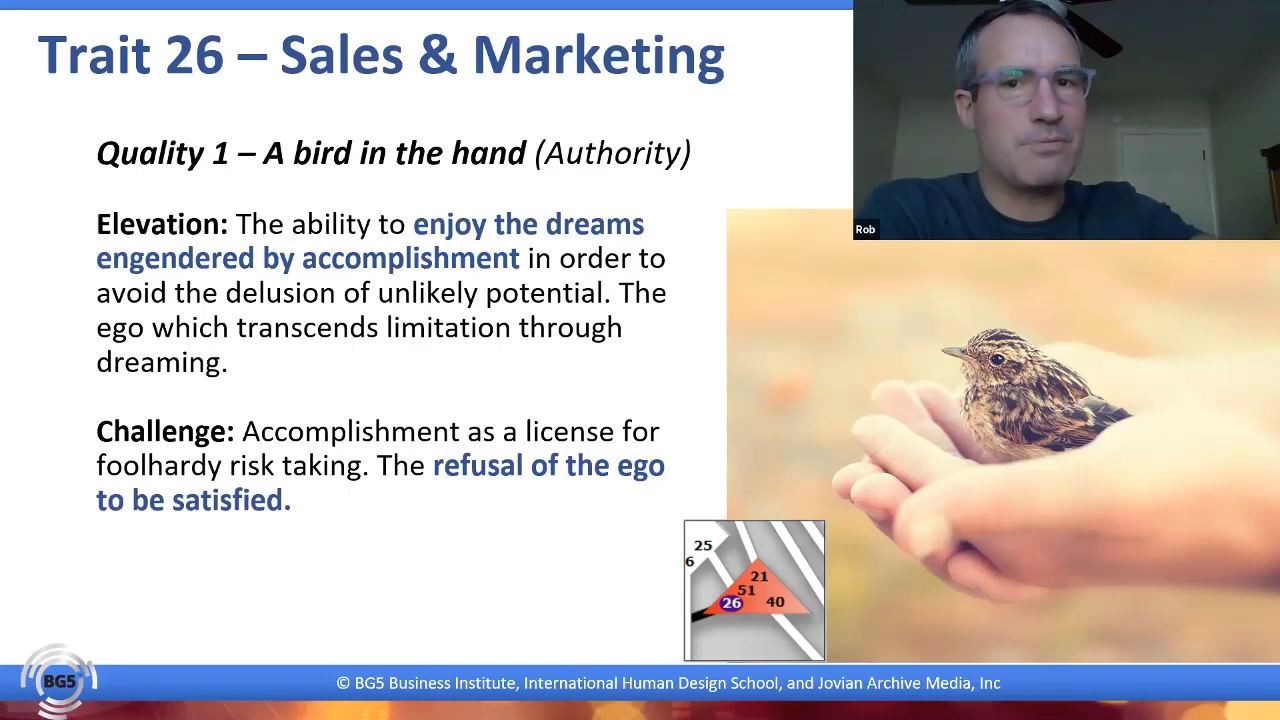 Trait 26 – Sales & Marketing
Quality 1 – A bird in the hand (Authority)
Elevation: The ability to enjoy the dreams
engendered by accomplishment in order to
avoid the delusion of unlikely potential. The
ego which transcends limitation through
dreaming.
Challenge: Accomplishment as a license for
foolhardy risk taking. The refusal of the ego
to be satisfied.
Rob
25
6
21
51
26
40
BG5
© BG5 Business Institute, International Human Design School, and Jovian Archive Media, Inc